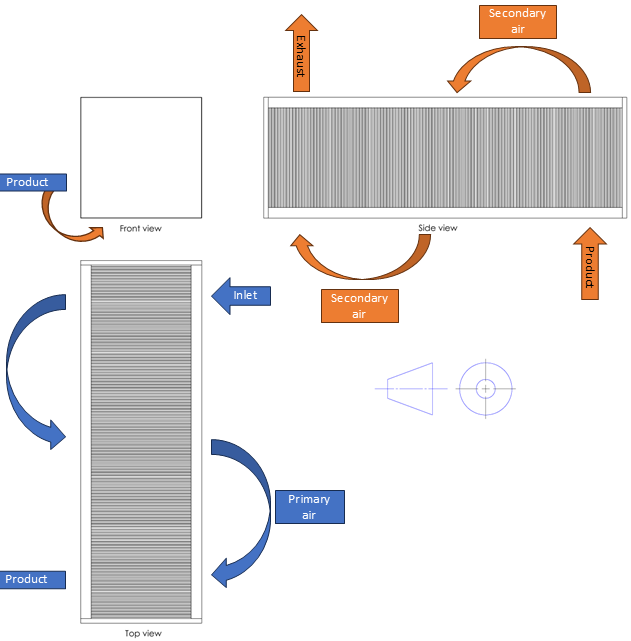 Secondary
air
Exhaust
Product
Front view
Side view
Product
Inlet
Secondary
air
Primary
air
Product
Top view